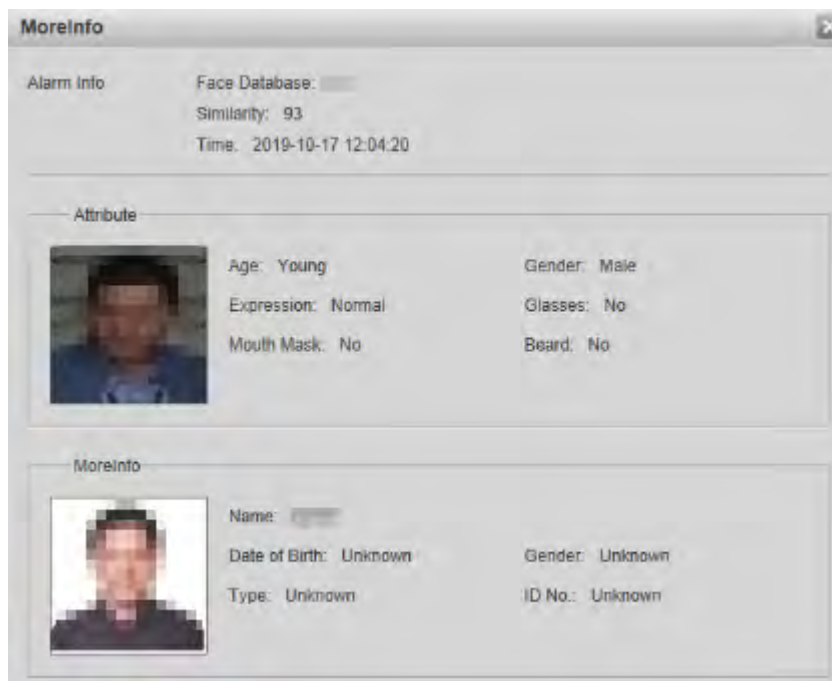 MoreInfo
Alarm Info Face Database:
Similarity: 93
Time: 2019-10-17 12:04:20
Attribute
Age: Young Gender: Male
Expression: Normal Glasses: No
Mouth Mask: No Beard: No
MoreInfo
Name:
Date of Birth: Unknown Gender: Unknown
Type: Unknown ID No.: Unknown